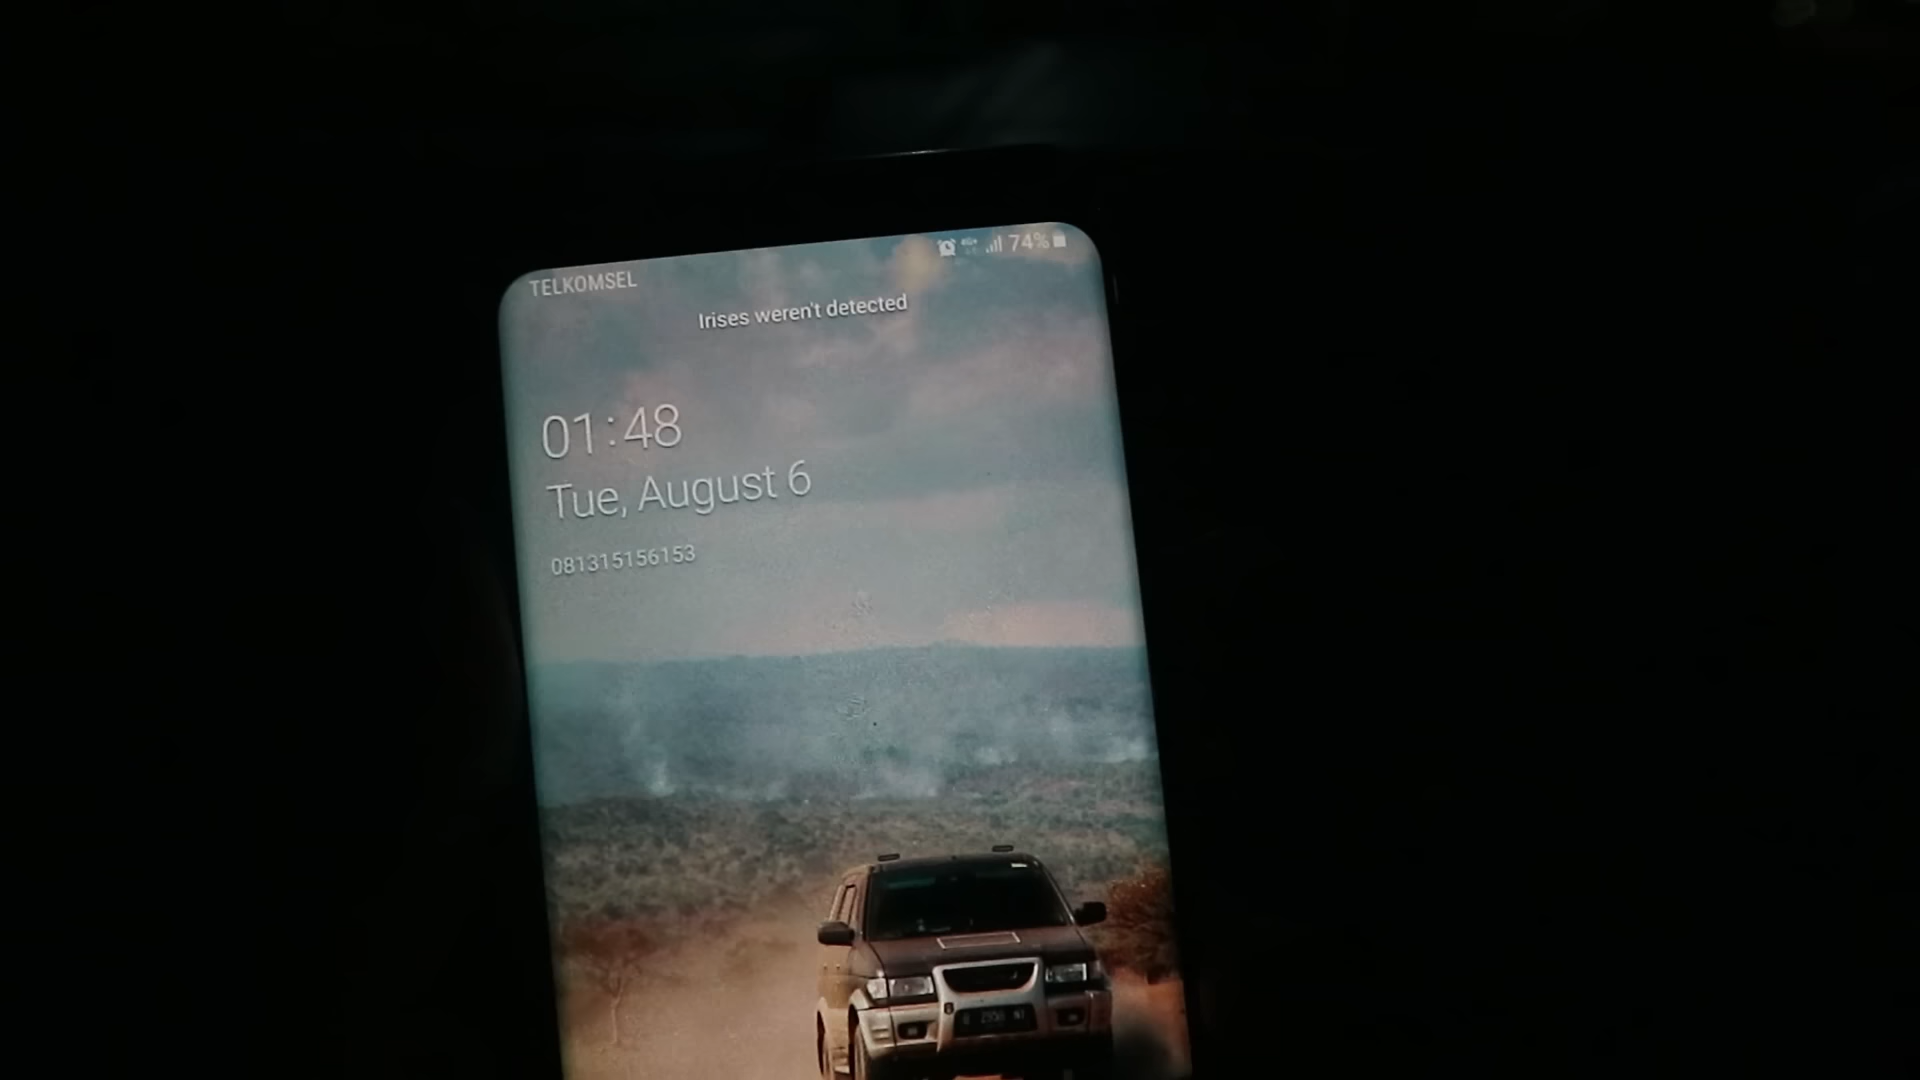 TELKOMSEL
74%
Irises weren't detected
01:48
Tue, August 6
081315156153